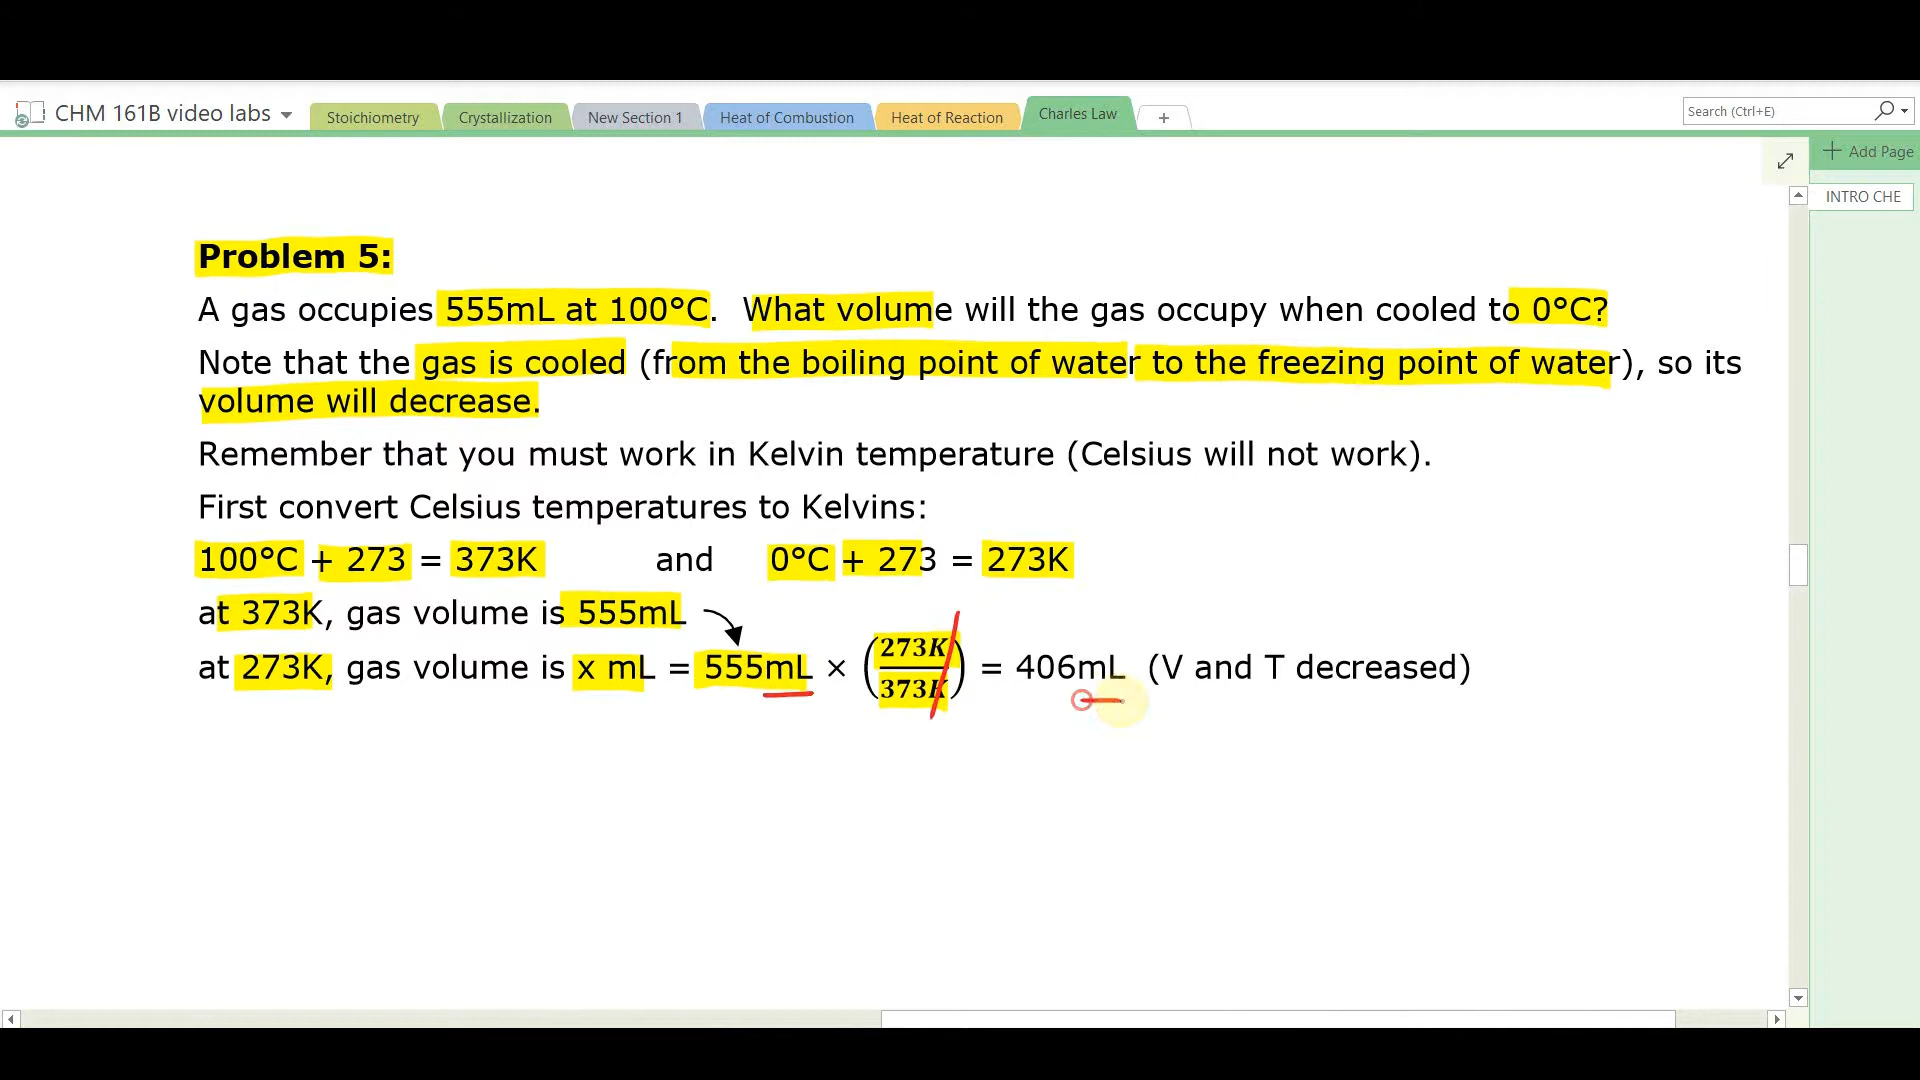 CHM 161B video labs
Stoichiometry
Crystallization
New Section 1
Heat of Combustion
Heat of Reaction
Charles Law
+
Search (Ctrl+E)
Add Page
INTRO CHE
Problem 5:
A gas occupies 555mL at 100°C. What volume will the gas occupy when cooled to 0°C?
Note that the gas is cooled (from the boiling point of water to the freezing point of water), so its
volume will decrease.
Remember that you must work in Kelvin temperature (Celsius will not work).
First convert Celsius temperatures to Kelvins:
100°C + 273 = 373K and 0°C + 273 = 273K
at 373K, gas volume is 555mL
at 273K, gas volume is x mL = 555mL × (273K/373K) = 406mL (V and T decreased)